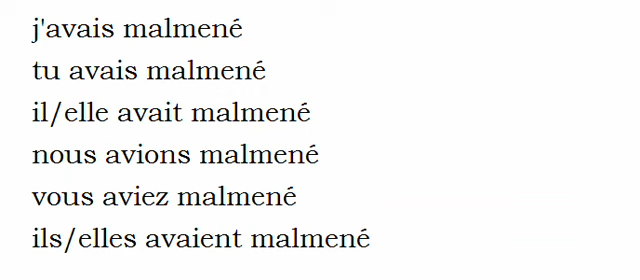 j'avais malmené
tu avais malmené
il/elle avait malmené
nous avions malmené
vous aviez malmené
ils/elles avaient malmené